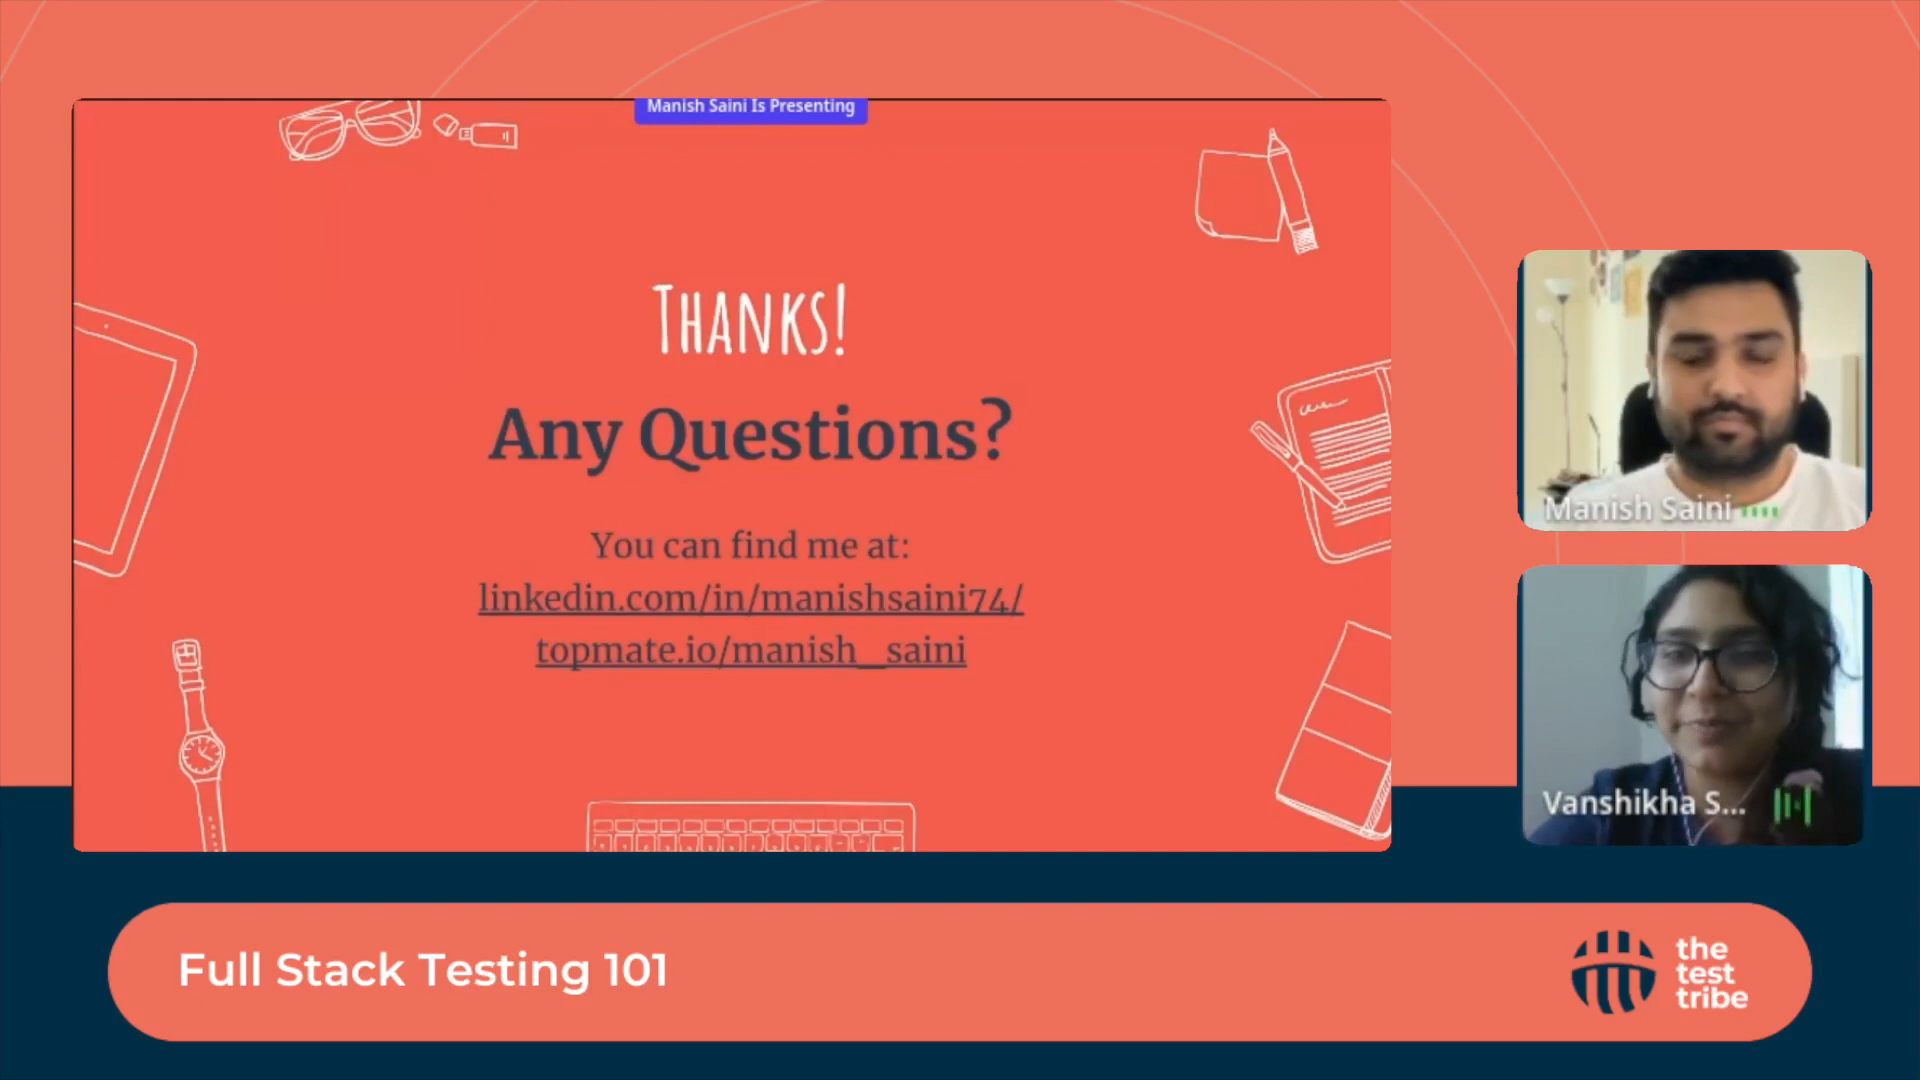 Manish Saini Is Presenting
THANKS!
Any Questions?
You can find me at:
linkedin.com/in/manishsaini74/
topmate.io/manish_saini
Manish Saini
Vanshikha S...
Full Stack Testing 101
the
test
tribe